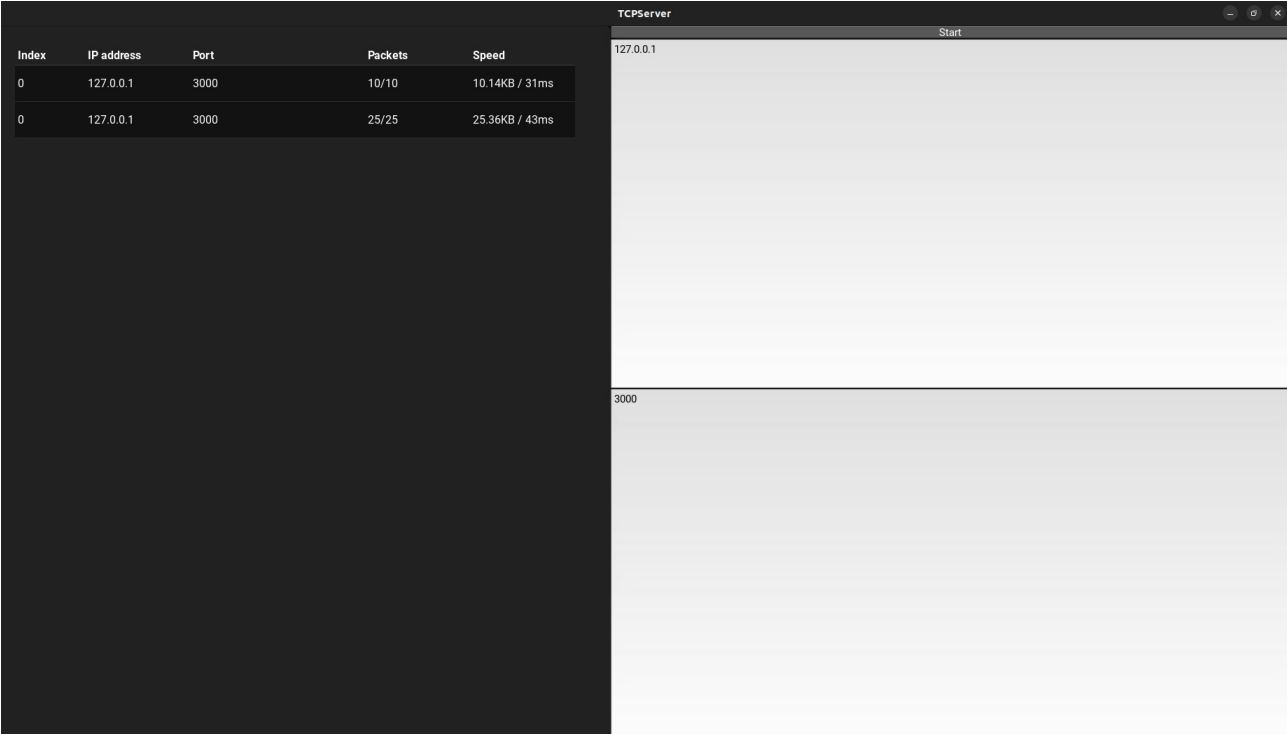 TCPServer
Index IP address Port Packets Speed
0 127.0.0.1 3000 10/10 10.14KB / 31ms
0 127.0.0.1 3000 25/25 25.36KB / 43ms
Start
127.0.0.1
3000